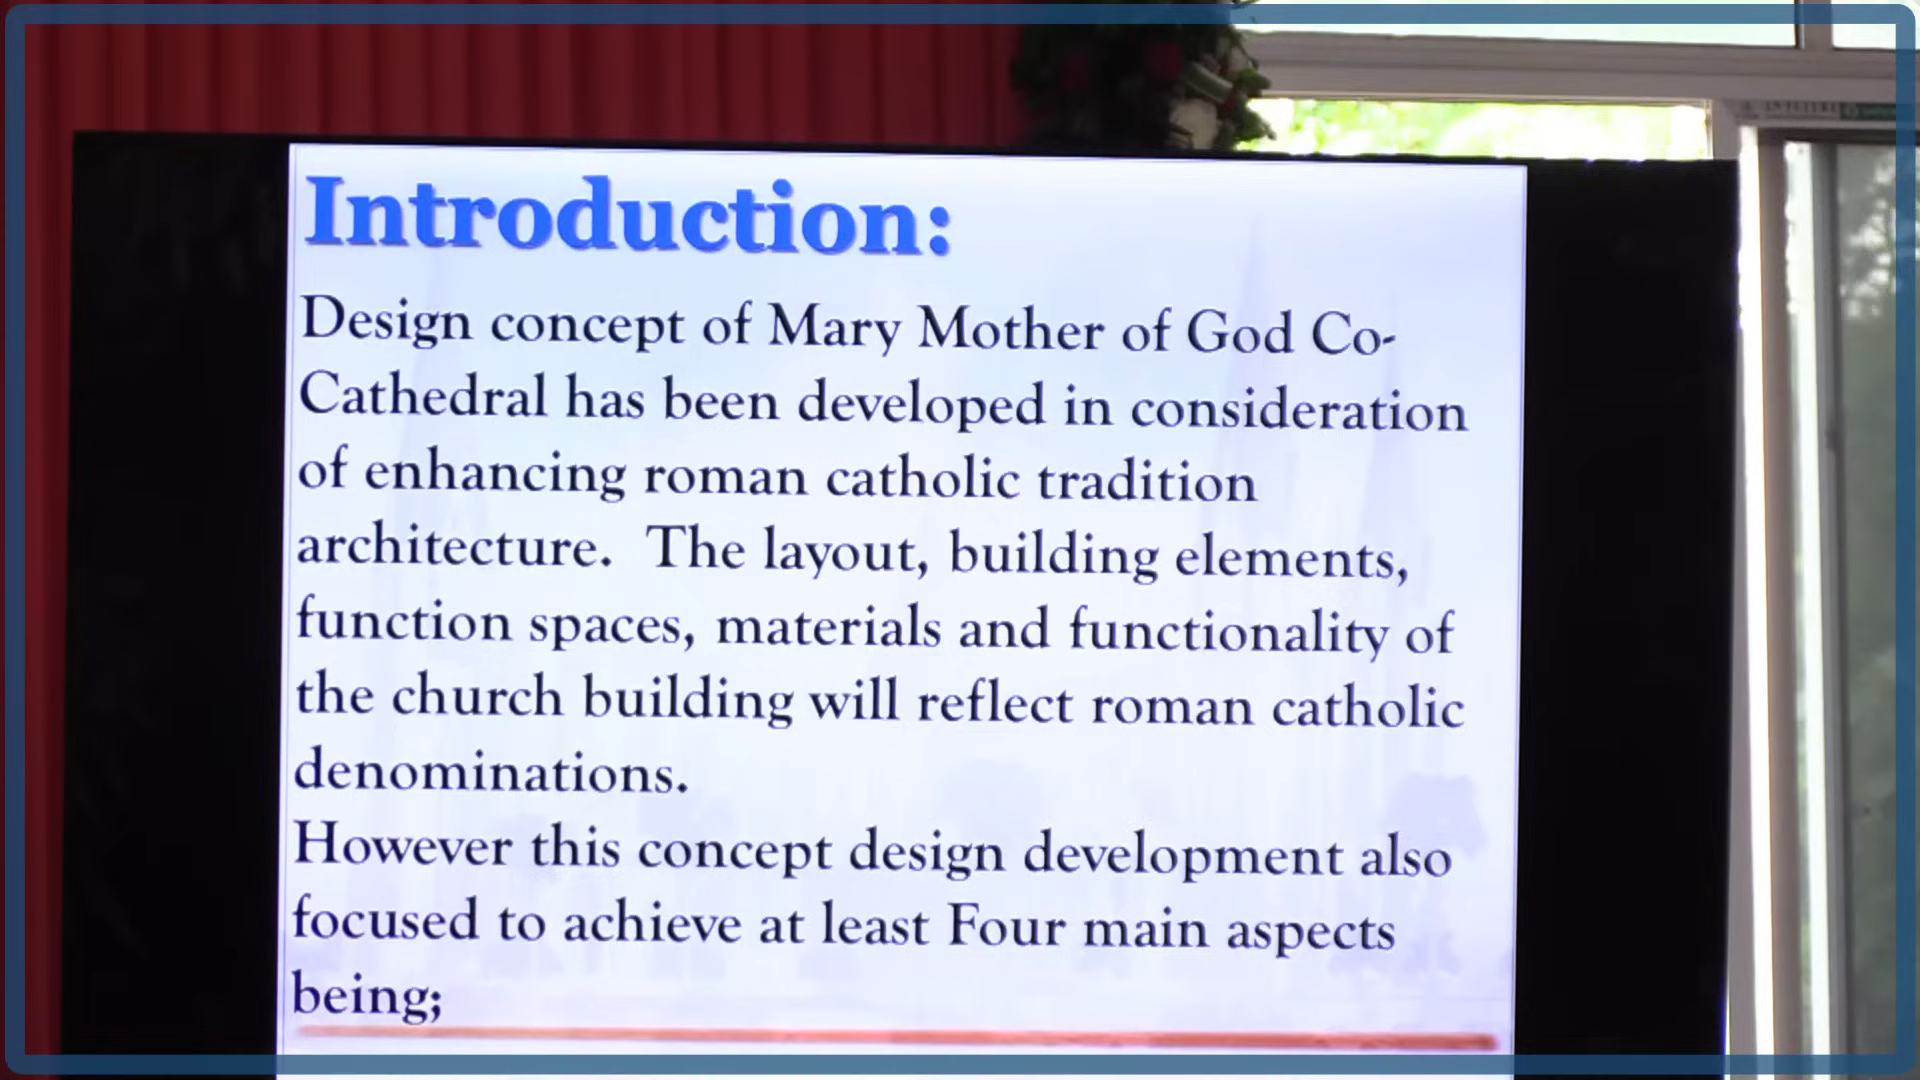 Introduction:
Design concept of Mary Mother of God Co-
Cathedral has been developed in consideration
of enhancing roman catholic tradition
architecture. The layout, building elements,
function spaces, materials and functionality of
the church building will reflect roman catholic
denominations.
However this concept design development also
focused to achieve at least Four main aspects
being;